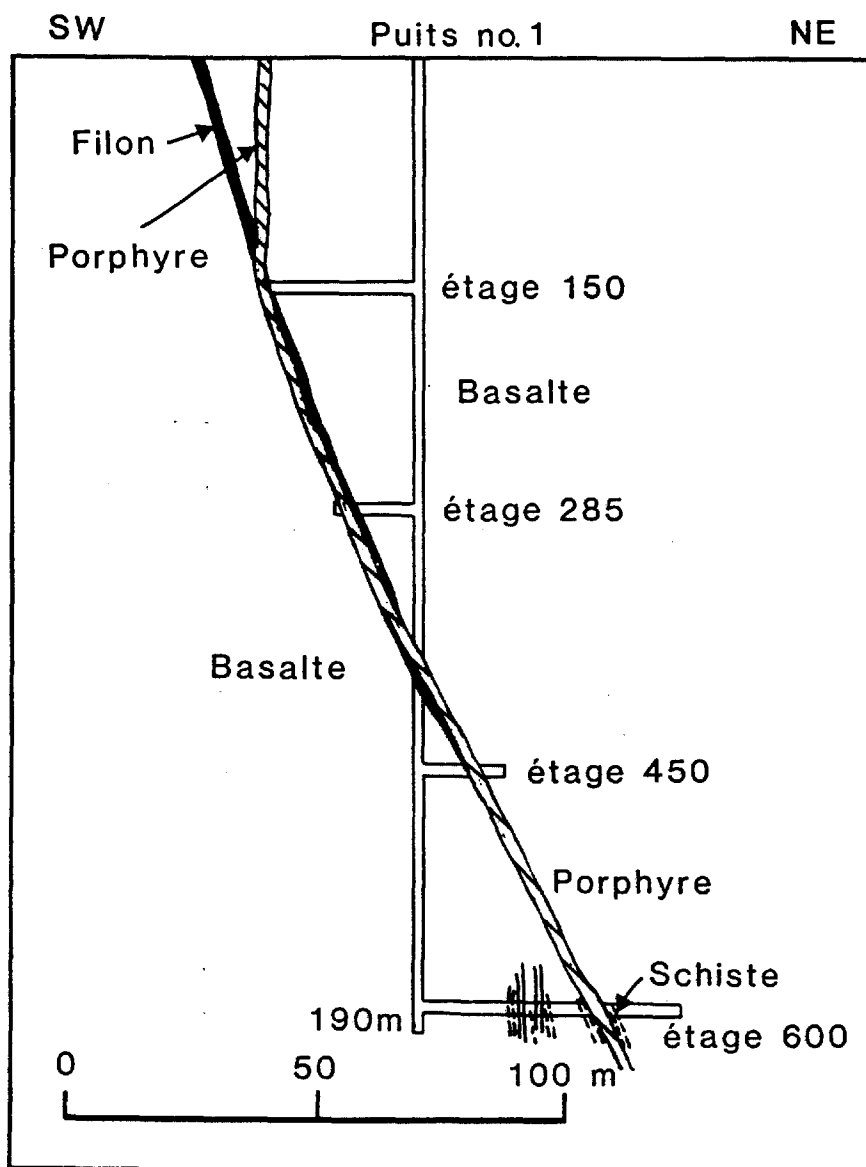 SW Puits no. 1 NE
Filon
Porphyre
étage 150
Basalte
étage 285
Basalte
étage 450
Porphyre
Schiste
190m
étage 600
0 50 100 m